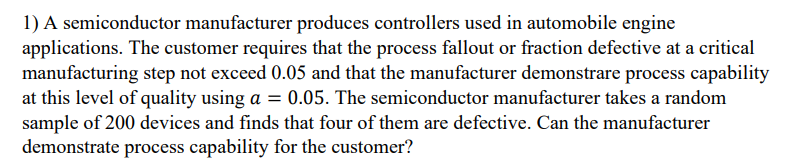 1) A semiconductor manufacturer produces controllers used in automobile engine
applications. The customer requires that the process fallout or fraction defective at a critical
manufacturing step not exceed 0.05 and that the manufacturer demonstrare process capability
at this level of quality using a = 0.05. The semiconductor manufacturer takes a random
sample of 200 devices and finds that four of them are defective. Can the manufacturer
demonstrate process capability for the customer?